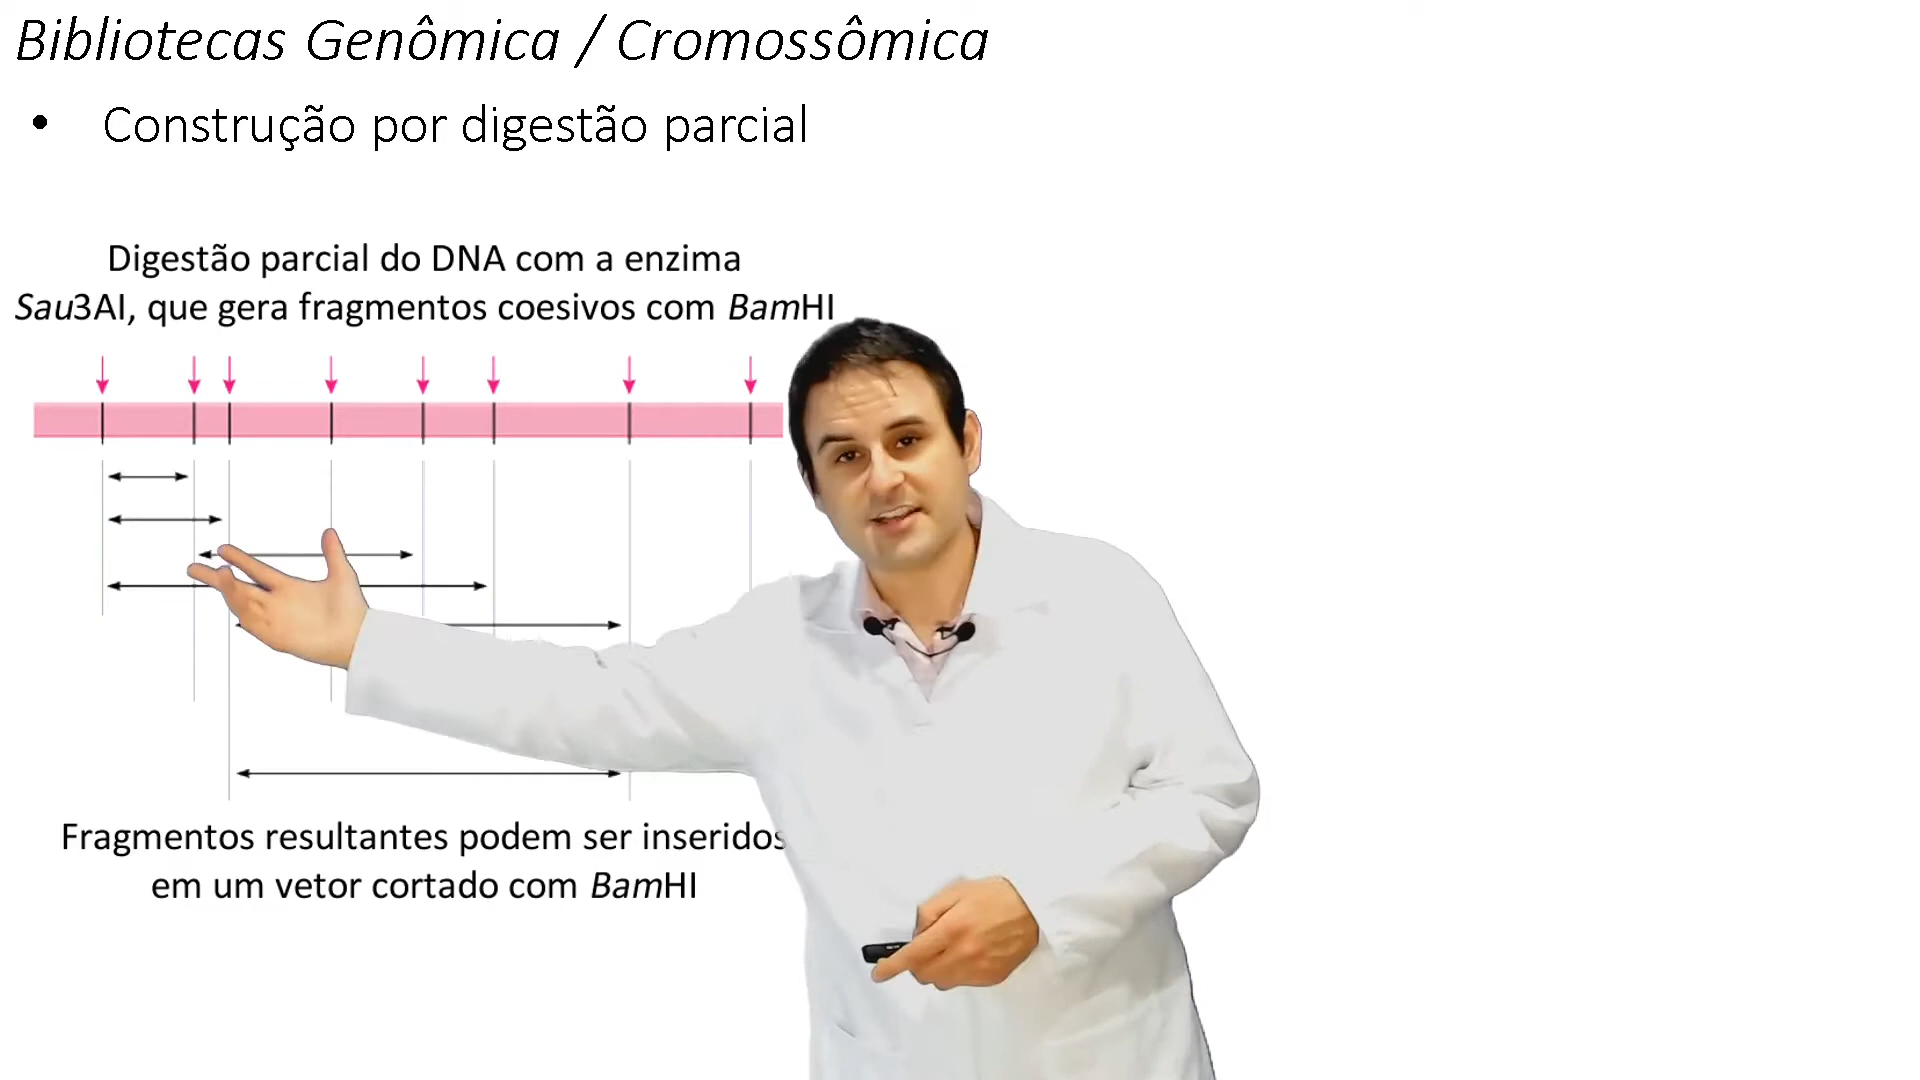 Bibliotecas Genômica / Cromossômica
• Construção por digestão parcial
Digestão parcial do DNA com a enzima
Sau3AI, que gera fragmentos coesivos com BamHI
Fragmentos resultantes podem ser inseridos
em um vetor cortado com BamHI